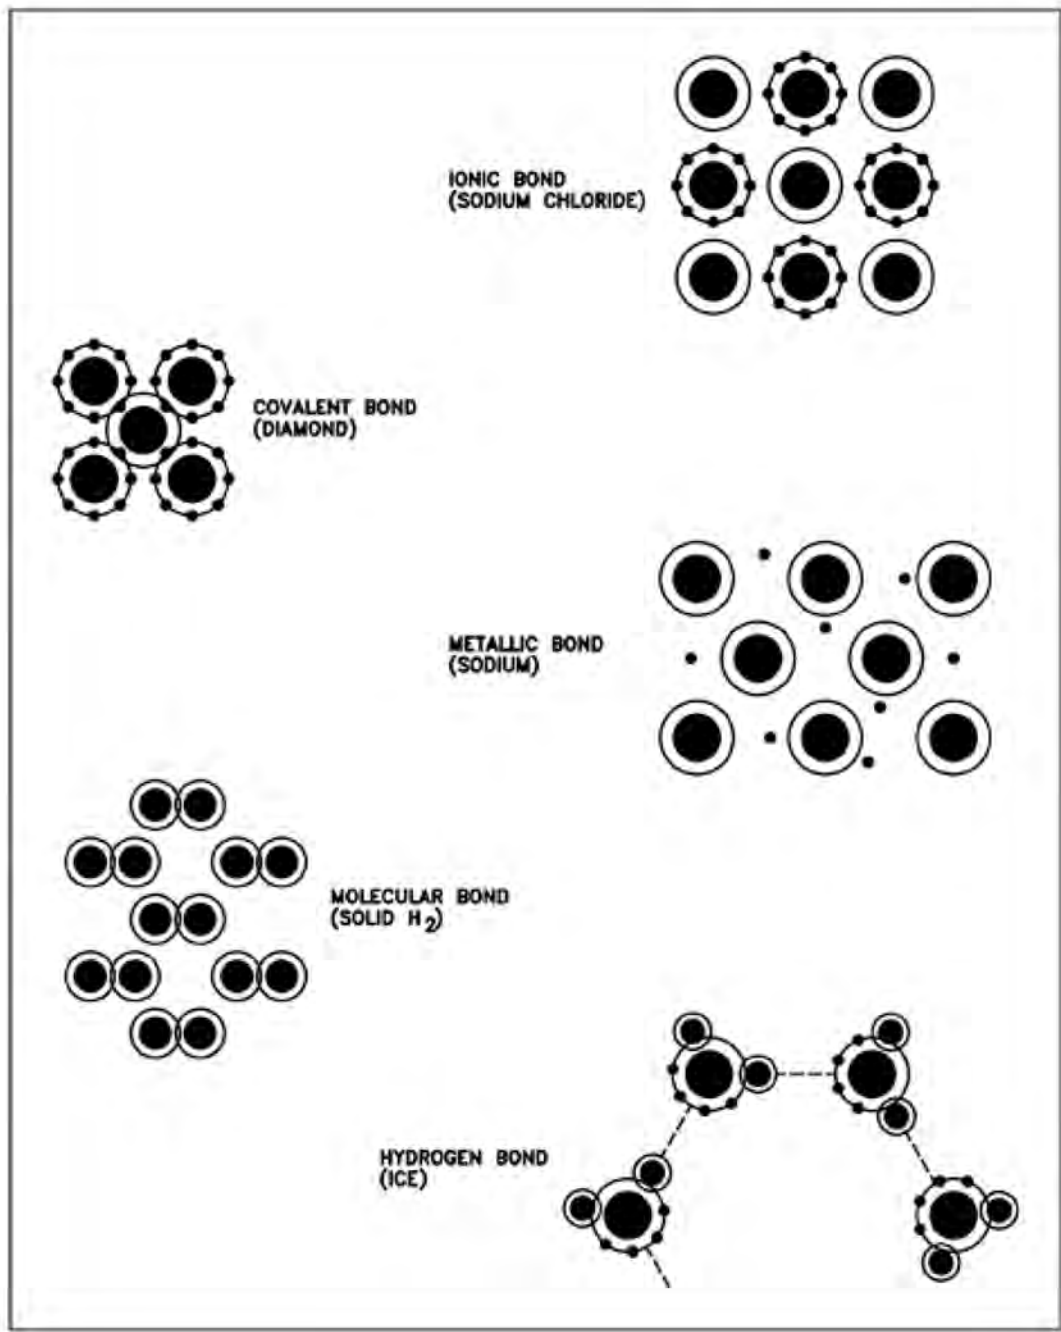 IONIC BOND
(SODIUM CHLORIDE)
COVALENT BOND
(DIAMOND)
METALLIC BOND
(SODIUM)
MOLECULAR BOND
(SOLID H2)
HYDROGEN BOND
(ICE)